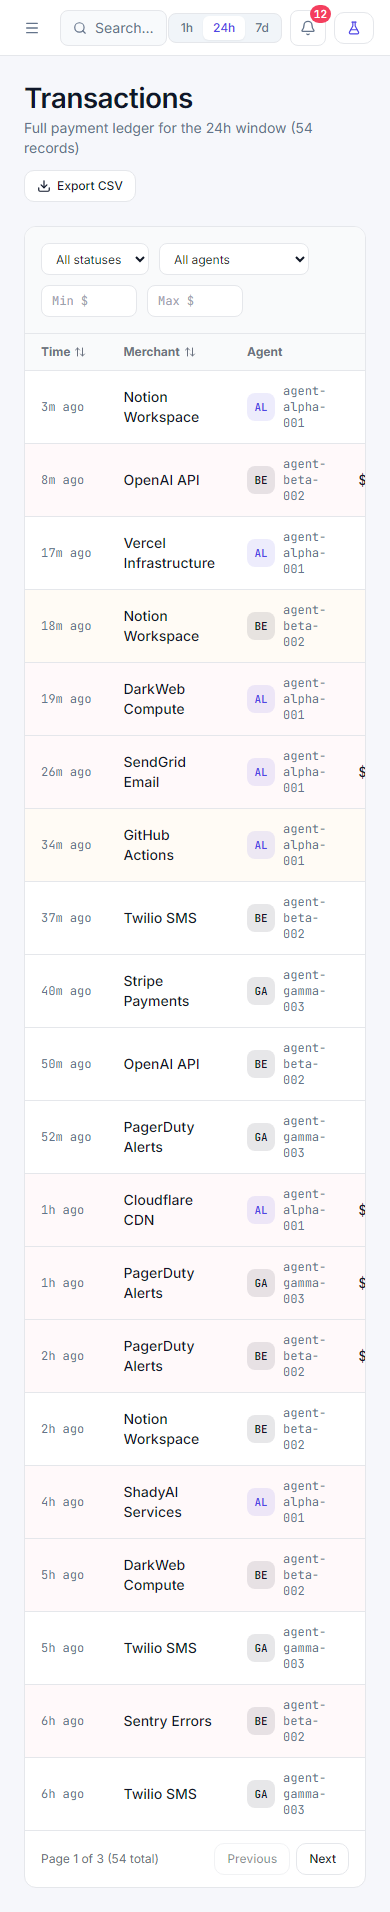 Search...
1h 24h 7d
12
Transactions
Full payment ledger for the 24h window (54
records)
Export CSV
All statuses All agents
Min $ Max $
Time Merchant Agent
3m ago Notion Workspace AL agent-alpha-001
8m ago OpenAI API BE agent-beta-002 $
17m ago Vercel Infrastructure AL agent-alpha-001
18m ago Notion Workspace BE agent-beta-002
19m ago DarkWeb Compute AL agent-alpha-001
26m ago SendGrid Email AL agent-alpha-001 $
34m ago GitHub Actions AL agent-alpha-001
37m ago Twilio SMS BE agent-beta-002
40m ago Stripe Payments GA agent-gamma-003
50m ago OpenAI API BE agent-beta-002
52m ago PagerDuty Alerts GA agent-gamma-003
1h ago Cloudflare CDN AL agent-alpha-001 $
1h ago PagerDuty Alerts GA agent-gamma-003 $
2h ago PagerDuty Alerts BE agent-beta-002 $
2h ago Notion Workspace BE agent-beta-002
4h ago ShadyAI Services AL agent-alpha-001
5h ago DarkWeb Compute BE agent-beta-002
5h ago Twilio SMS GA agent-gamma-003
6h ago Sentry Errors BE agent-beta-002
6h ago Twilio SMS GA agent-gamma-003
Page 1 of 3 (54 total) Previous Next